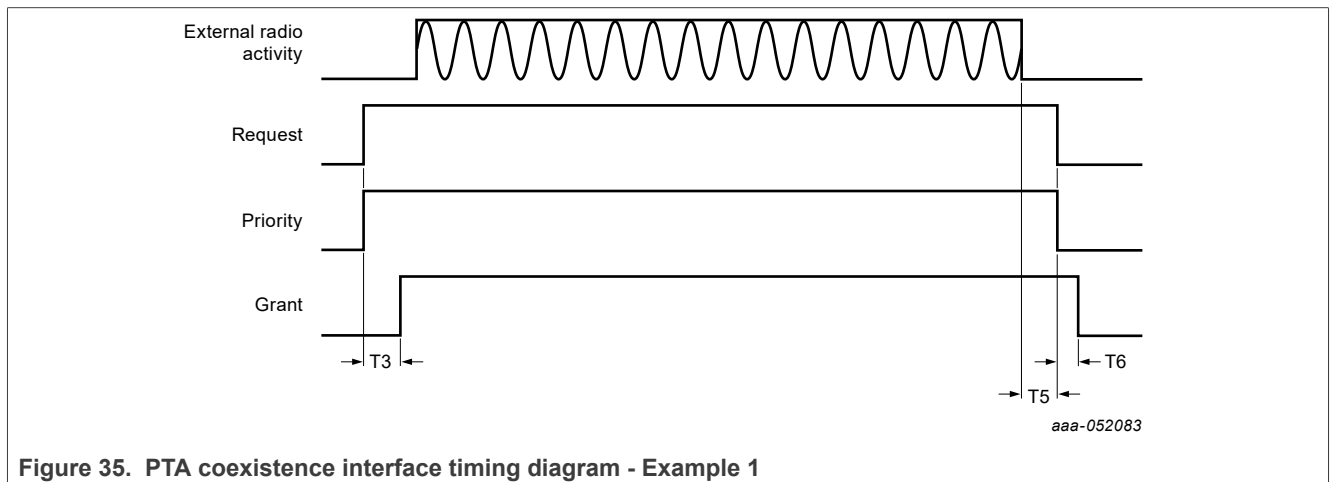 External radio
activity
Request
Priority
Grant
T3
T6
T5
aaa-052083
Figure 35. PTA coexistence interface timing diagram - Example 1